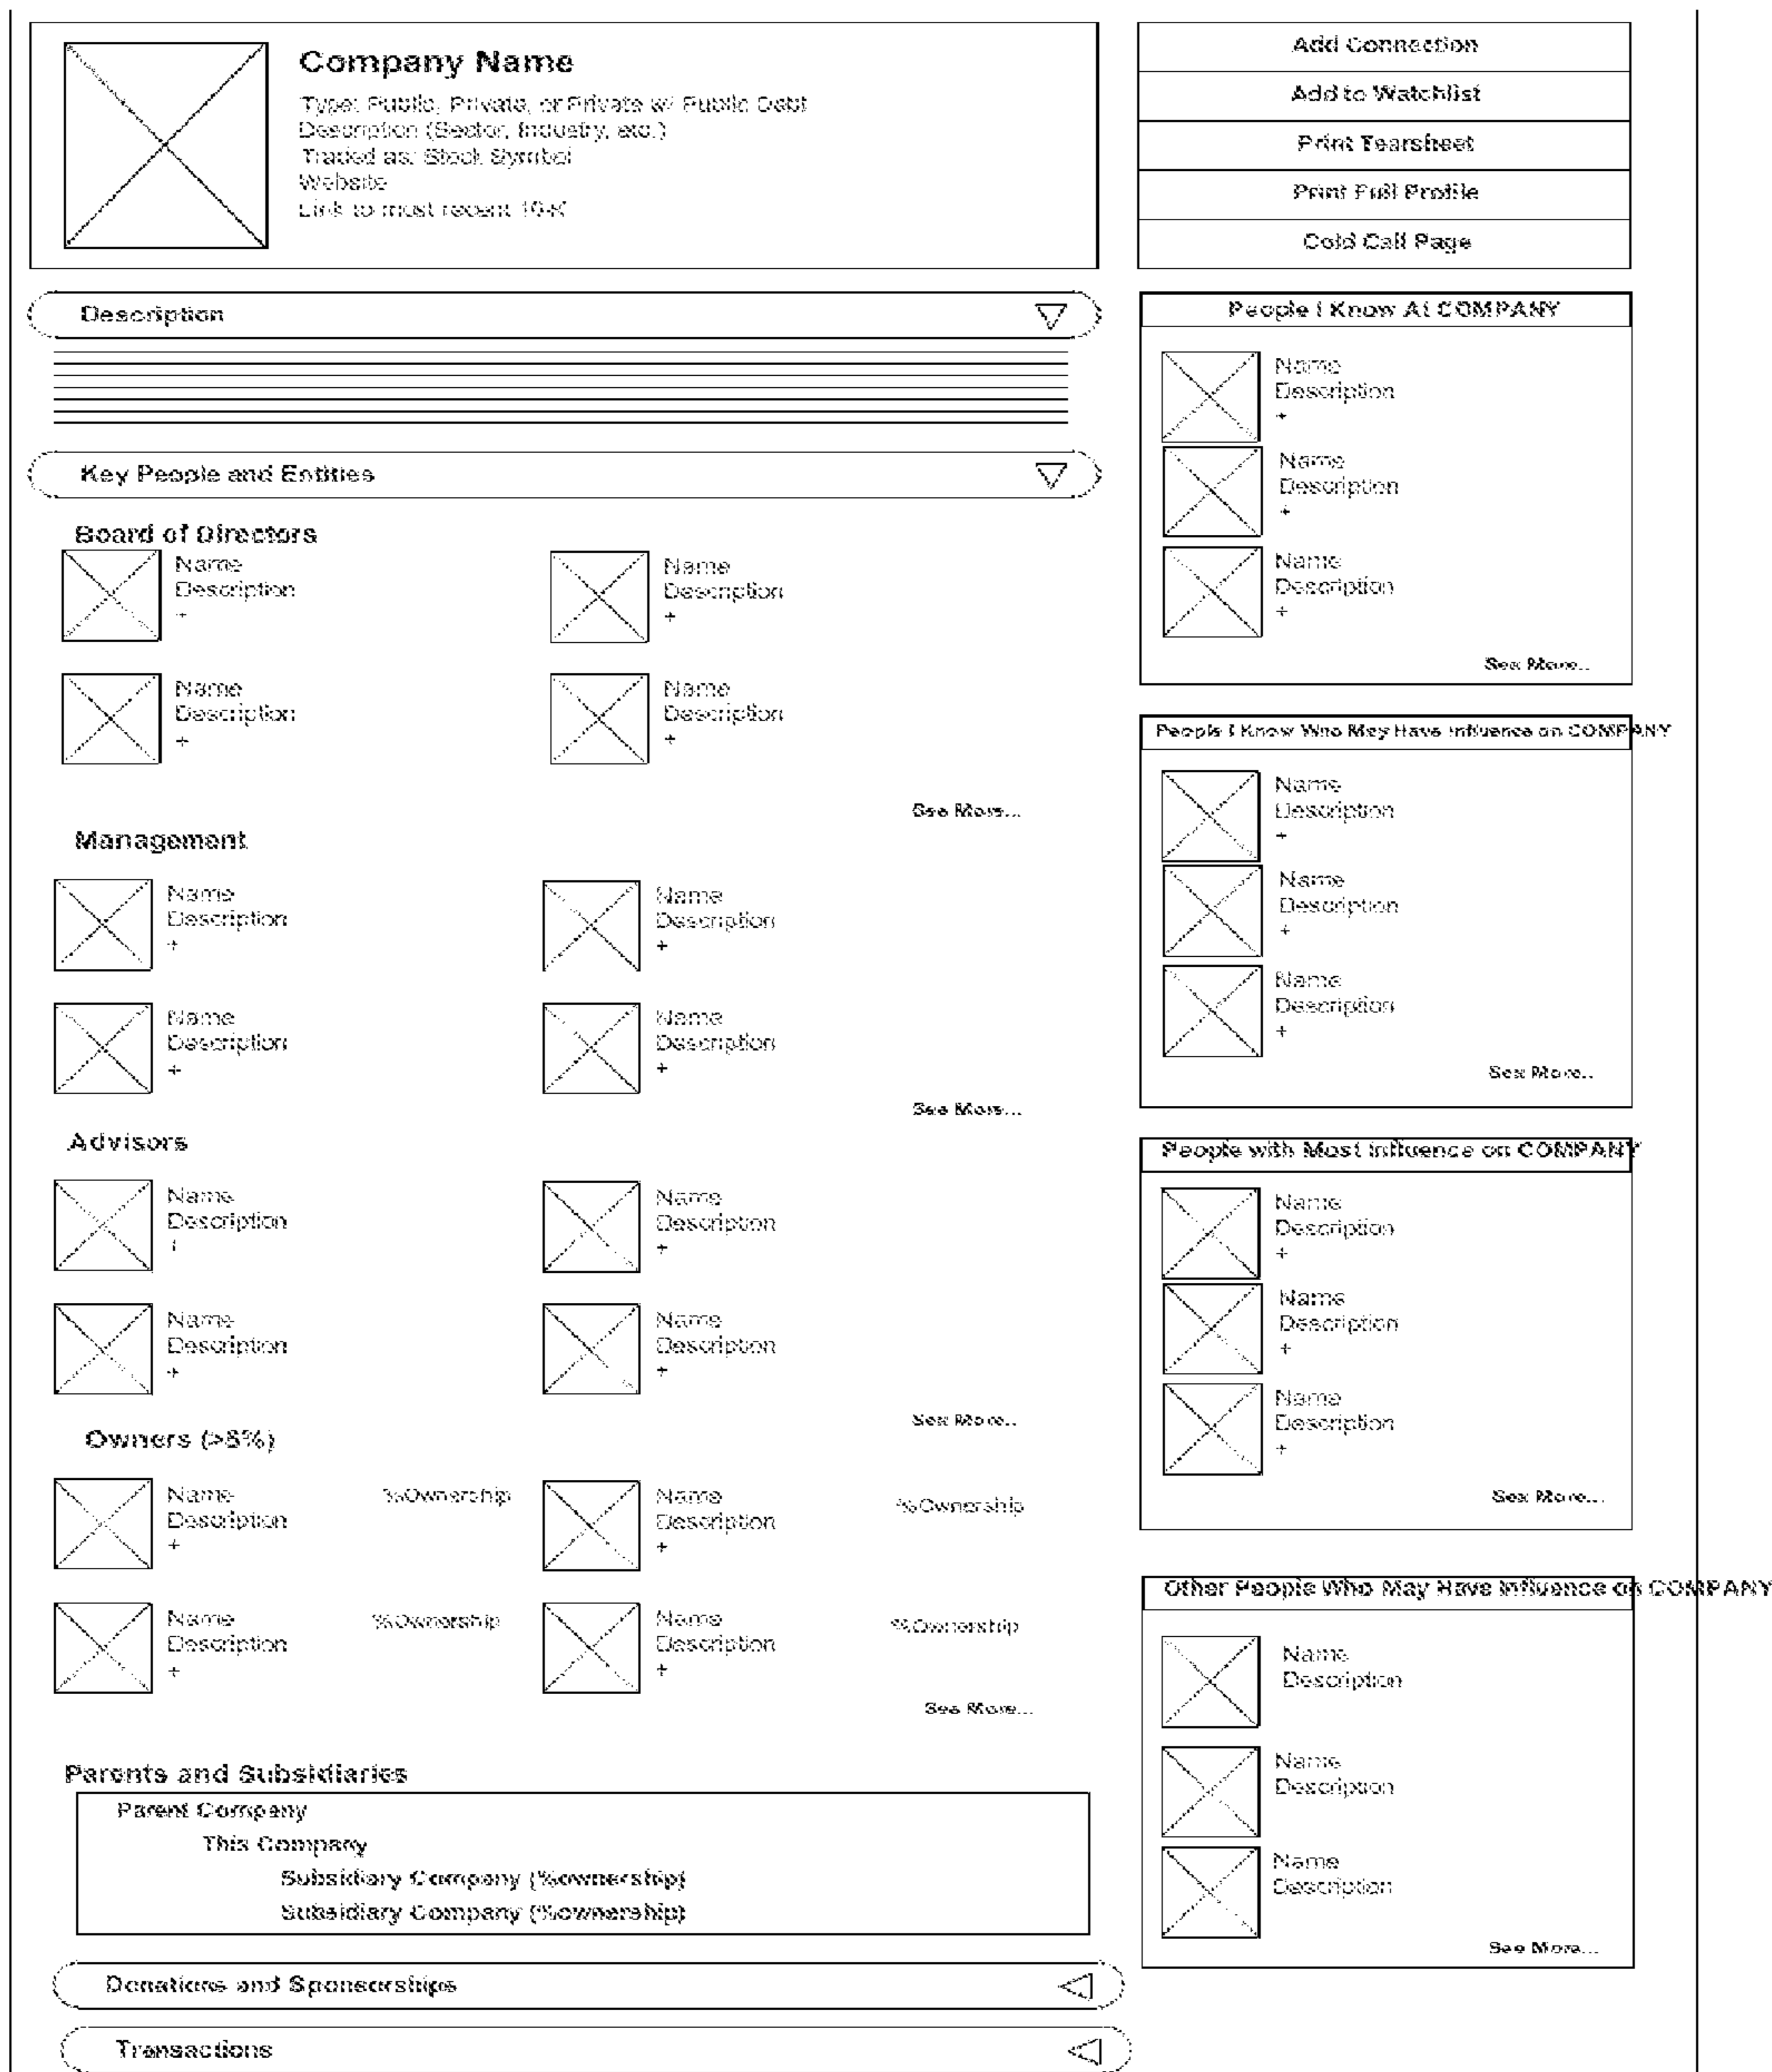 Company Name
Type: Public, Private, or Private w/ Public Debt
Description (Sector, Industry, etc.)
Traded as: Stock Symbol
Website
Link to most recent 10-K
Add Connection
Add to Watchlist
Print Tearsheet
Print Full Profile
Cold Call Page
Description
Key People and Entities
Board of Directors
Name
Description
+
Name
Description
+
Name
Description
+
Name
Description
+
See More...
Management
Name
Description
+
Name
Description
+
Name
Description
+
Name
Description
+
See More...
Advisors
Name
Description
+
Name
Description
+
Name
Description
+
Name
Description
+
See More...
Owners (>5%)
Name
Description
+
%Ownership
Name
Description
+
%Ownership
Name
Description
+
%Ownership
Name
Description
+
%Ownership
See More...
Parents and Subsidiaries
Parent Company
This Company
Subsidiary Company (%ownership)
Subsidiary Company (%ownership)
Donations and Sponsorships
Transactions
People I Know At COMPANY
Name
Description
+
Name
Description
+
Name
Description
+
See More...
People I Know Who May Have Influence on COMPANY
Name
Description
+
Name
Description
+
Name
Description
+
See More...
People with Most Influence on COMPANY
Name
Description
+
Name
Description
+
Name
Description
+
See More...
Other People Who May Have Influence on COMPANY
Name
Description
Name
Description
Name
Description
See More...